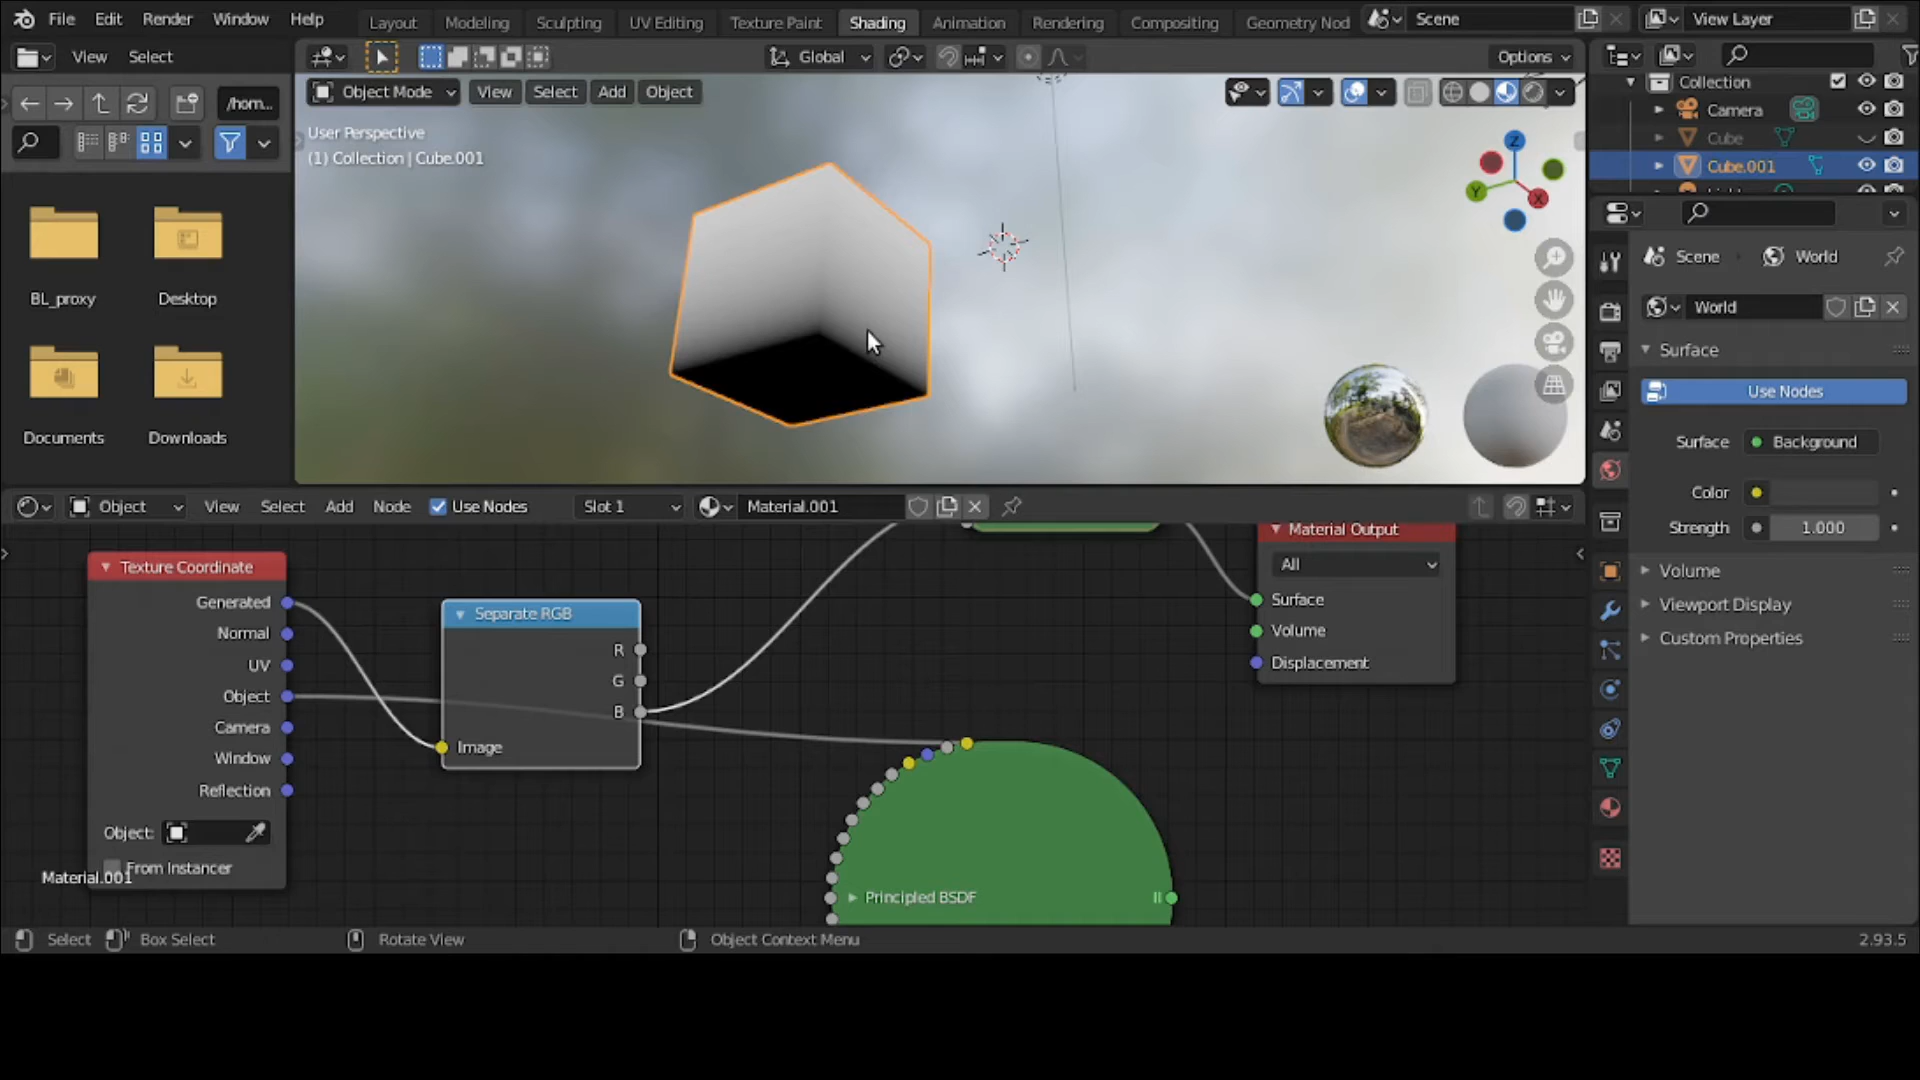 File Edit Render Window Help Layout Modeling Sculpting UV Editing Texture Paint Shading Animation Rendering Compositing Geometry Nod Scene View Layer
View Select Global Options
Collection
/hom... Object Mode View Select Add Object
Camera
Cube
Cube.001
User Perspective
(1) Collection | Cube.001
Z
Y
X
BL_proxy Desktop
Documents Downloads
Scene World
World
Surface
Use Nodes
Surface Background
Color
Strength 1.000
Volume
Viewport Display
Custom Properties
Object View Select Add Node Use Nodes Slot 1 Material.001
Texture Coordinate
Generated
Normal
UV
Object
Camera
Window
Reflection
Object:
From Instancer
Material.001
Separate RGB
R
G
B
Image
Material Output
All
Surface
Volume
Displacement
Principled BSDF
Select Box Select Rotate View Object Context Menu 2.93.5